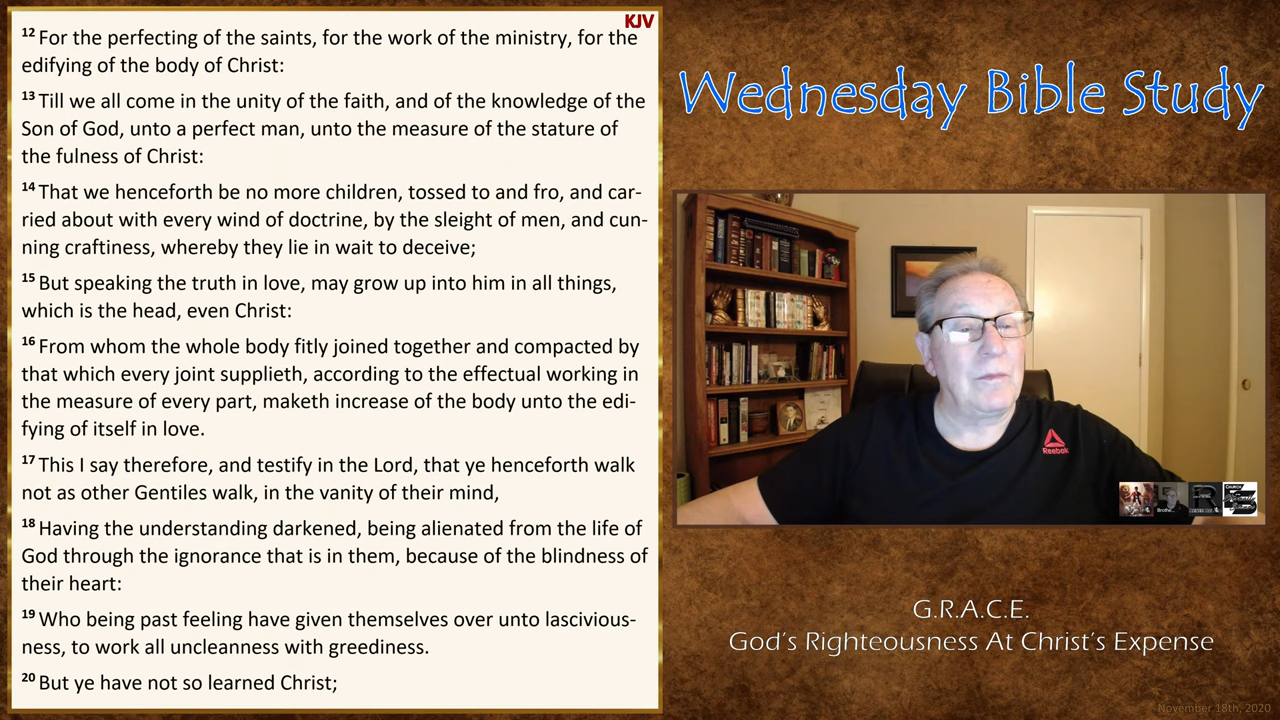 KJV
12 For the perfecting of the saints, for the work of the ministry, for the
edifying of the body of Christ:
13 Till we all come in the unity of the faith, and of the knowledge of the
Son of God, unto a perfect man, unto the measure of the stature of
the fulness of Christ:
14 That we henceforth be no more children, tossed to and fro, and car-
ried about with every wind of doctrine, by the sleight of men, and cun-
ning craftiness, whereby they lie in wait to deceive;
15 But speaking the truth in love, may grow up into him in all things,
which is the head, even Christ:
16 From whom the whole body fitly joined together and compacted by
that which every joint supplieth, according to the effectual working in
the measure of every part, maketh increase of the body unto the edi-
fying of itself in love.
17 This I say therefore, and testify in the Lord, that ye henceforth walk
not as other Gentiles walk, in the vanity of their mind,
18 Having the understanding darkened, being alienated from the life of
God through the ignorance that is in them, because of the blindness of
their heart:
19 Who being past feeling have given themselves over unto lascivious-
ness, to work all uncleanness with greediness.
20 But ye have not so learned Christ;
Wednesday Bible Study
Reebok
Brothe...
CHURCH
G.R.A.C.E.
God's Righteousness At Christ's Expense
November 18th, 2020